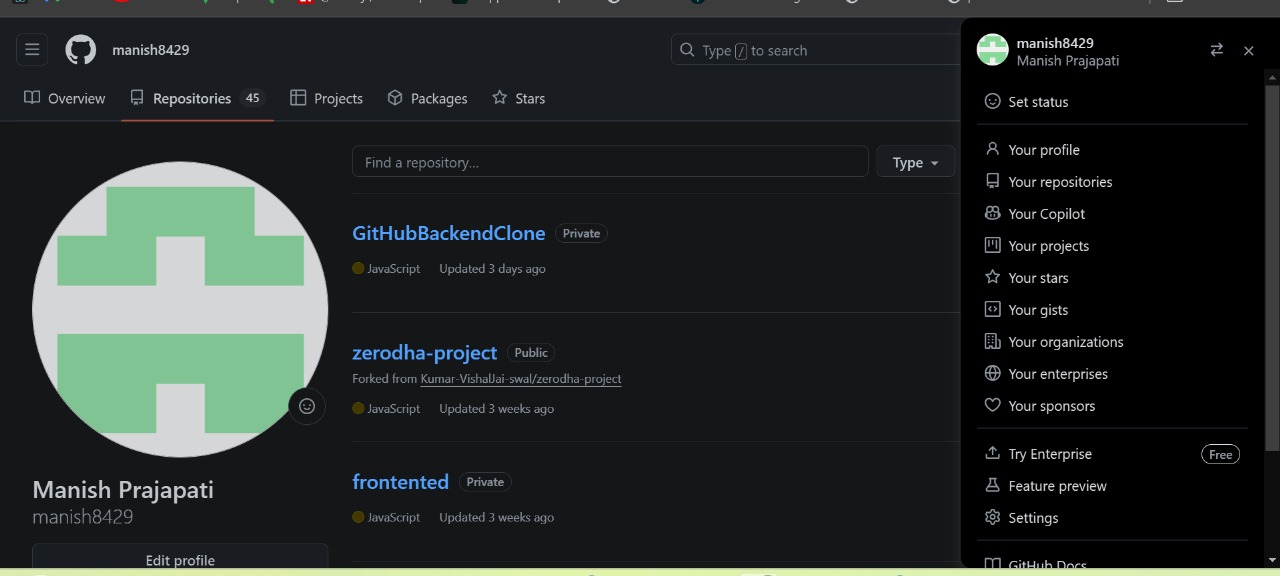 manish8429
Type / to search
Overview
Repositories 45
Projects
Packages
Stars
Find a repository...
Type
GitHubBackendClone Private
JavaScript Updated 3 days ago
zerodha-project Public
Forked from Kumar-VishalJai-swal/zerodha-project
JavaScript Updated 3 weeks ago
frontented Private
JavaScript Updated 3 weeks ago
Manish Prajapati
manish8429
Edit profile
manish8429
Manish Prajapati
Set status
Your profile
Your repositories
Your Copilot
Your projects
Your stars
Your gists
Your organizations
Your enterprises
Your sponsors
Try Enterprise Free
Feature preview
Settings
GitHub Docs